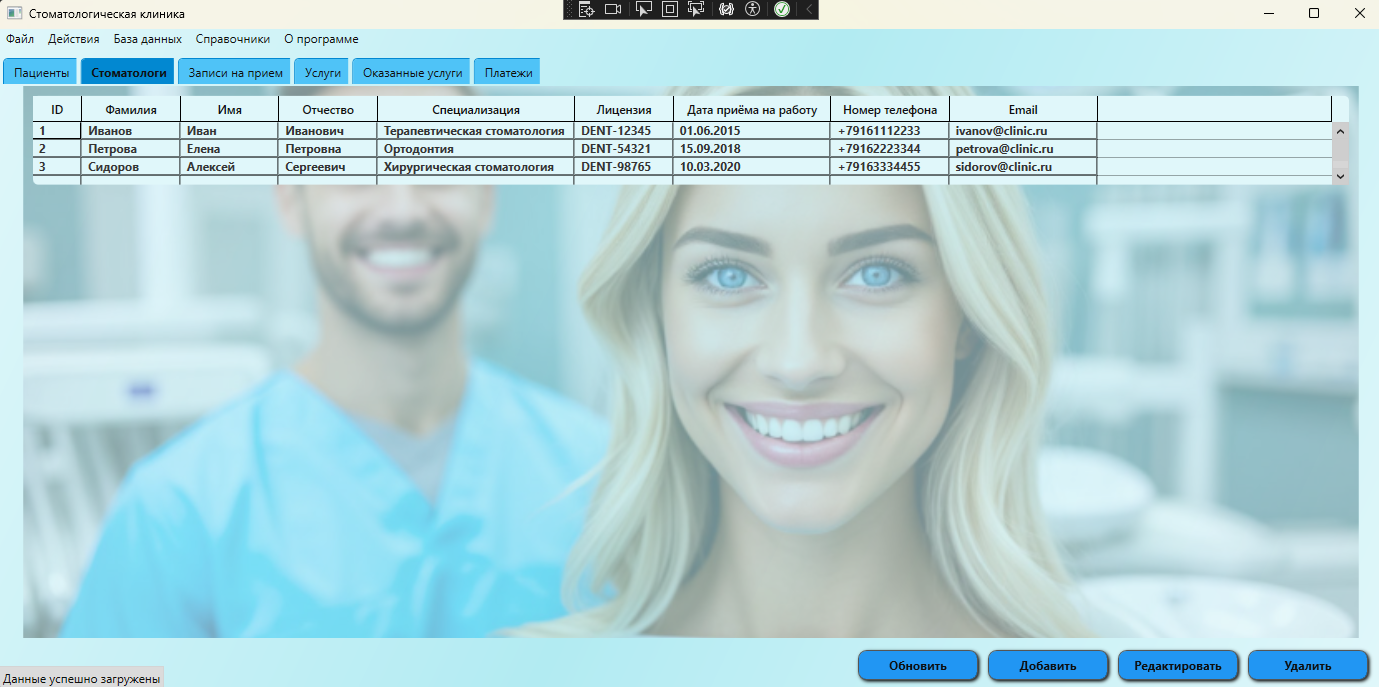 Стоматологическая клиника
Файл Действия База данных Справочники О программе
Пациенты Стоматологи Записи на прием Услуги Оказанные услуги Платежи
ID Фамилия Имя Отчество Специализация Лицензия Дата приёма на работу Номер телефона Email
1 Иванов Иван Иванович Терапевтическая стоматология DENT-12345 01.06.2015 +79161112233 ivanov@clinic.ru
2 Петрова Елена Петровна Ортодонтия DENT-54321 15.09.2018 +79162223344 petrova@clinic.ru
3 Сидоров Алексей Сергеевич Хирургическая стоматология DENT-98765 10.03.2020 +79163334455 sidorov@clinic.ru
Обновить Добавить Редактировать Удалить
Данные успешно загружены